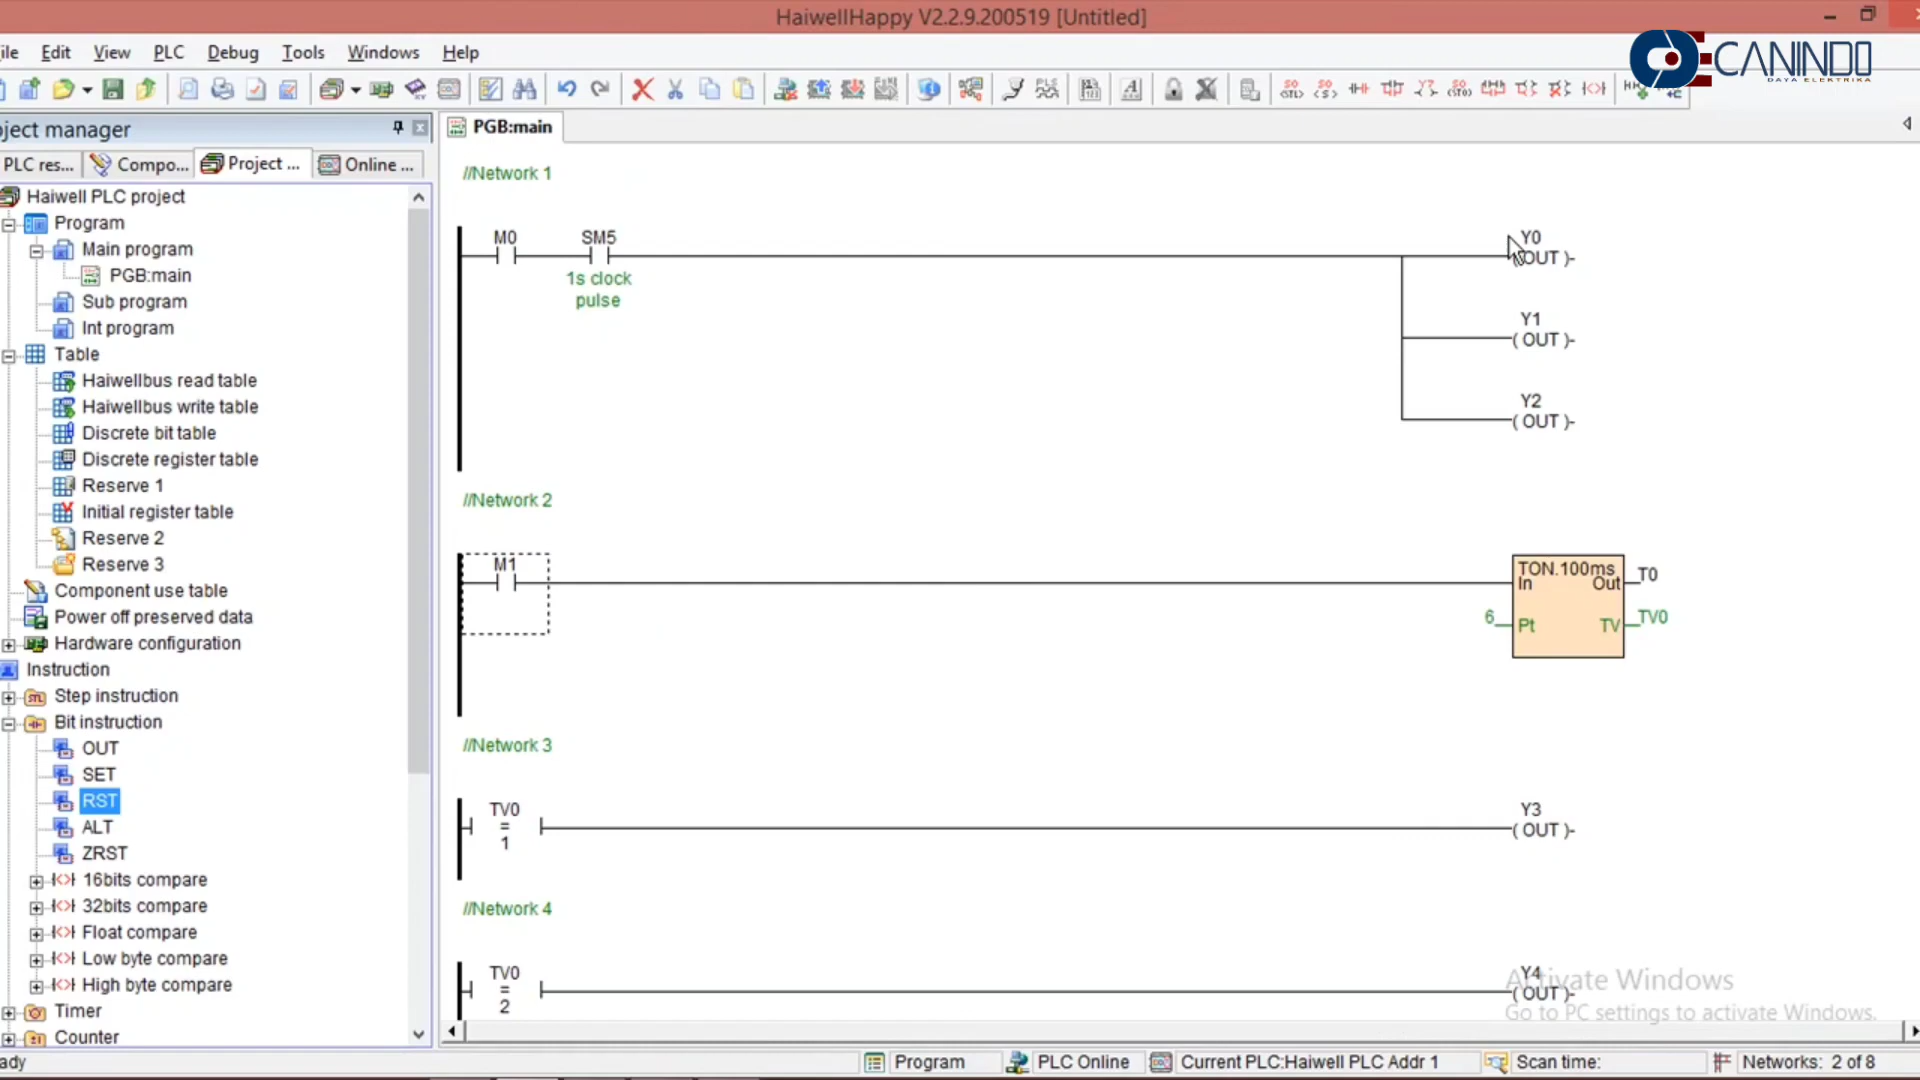 HaiwellHappy V2.2.9.200519 [Untitled]
ile Edit View PLC Debug Tools Windows Help
CANINDO
DAYA ELEKTRIKA
oject manager
PGB:main
PLC res... Compo... Project ... Online ...
Haiwell PLC project
Program
Main program
PGB:main
Sub program
Int program
Table
Haiwellbus read table
Haiwellbus write table
Discrete bit table
Discrete register table
Reserve 1
Initial register table
Reserve 2
Reserve 3
Component use table
Power off preserved data
Hardware configuration
Instruction
Step instruction
Bit instruction
OUT
SET
RST
ALT
ZRST
16bits compare
32bits compare
Float compare
Low byte compare
High byte compare
Timer
Counter
//Network 1
M0 SM5 Y0
OUT )-
1s clock
pulse
Y1
( OUT )-
Y2
( OUT )-
//Network 2
M1
TON.100ms T0
In Out
6 Pt TV TV0
//Network 3
TV0 Y3
= ( OUT )-
1
//Network 4
TV0 Y4
= ( OUT )-
2
Activate Windows
Go to PC settings to activate Windows.
ady Program PLC Online Current PLC:Haiwell PLC Addr 1 Scan time: Networks: 2 of 8